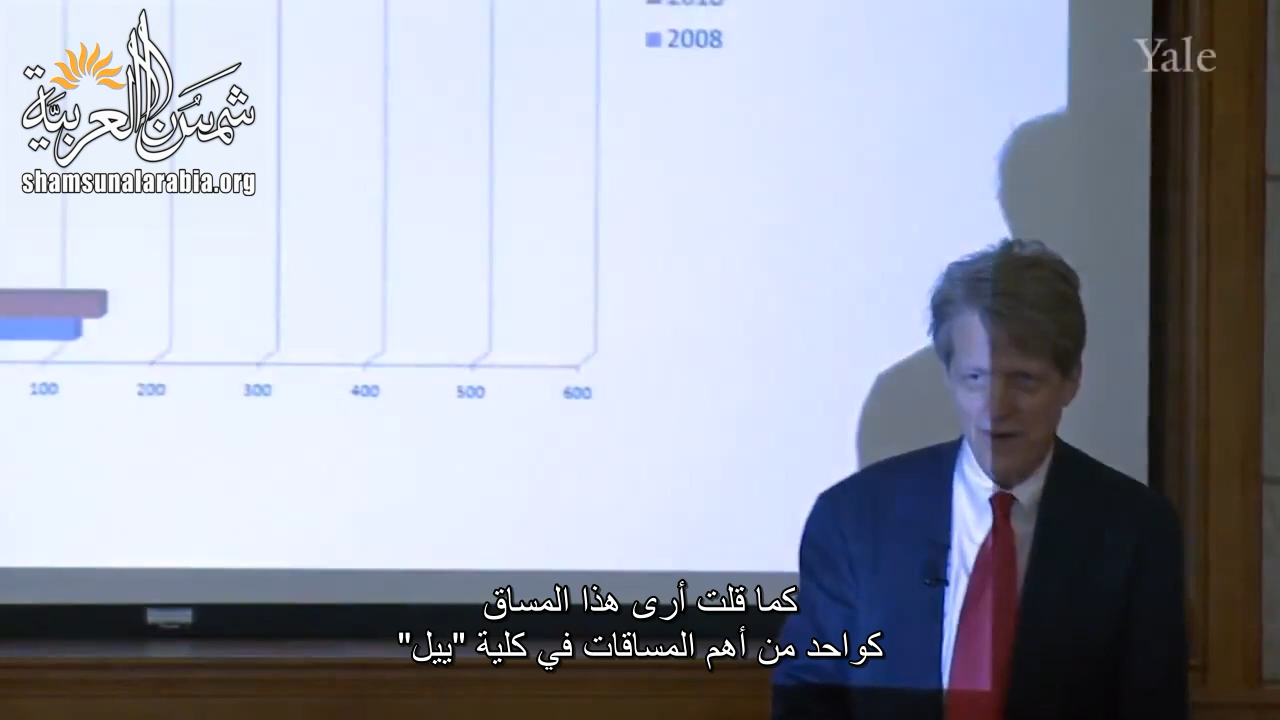 2008
Yale
شمسُ العربيَّة
shamsunalarabia.org
100 200 300 400 500 600
كما قلت أرى هذا المساق
كواحد من أهم المساقات في كلية "ييل"